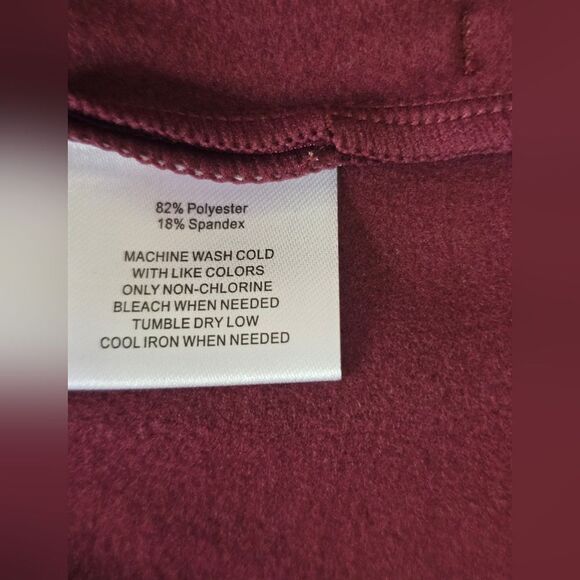 82% Polyester
18% Spandex
MACHINE WASH COLD
WITH LIKE COLORS
ONLY NON-CHLORINE
BLEACH WHEN NEEDED
TUMBLE DRY LOW
COOL IRON WHEN NEEDED